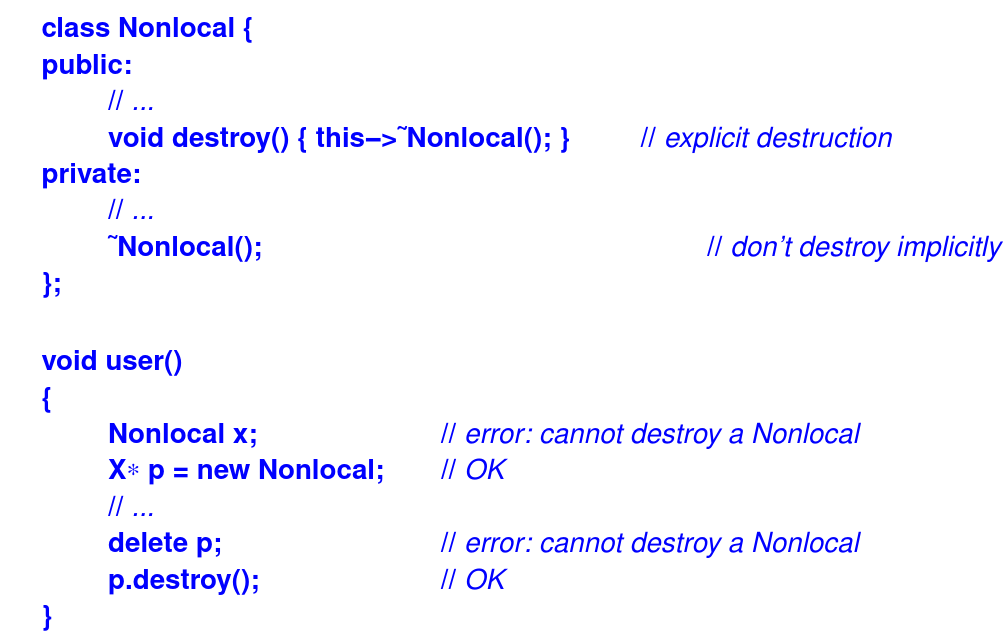 class Nonlocal {
public:
// ...
void destroy() { this−>˜Nonlocal(); } // explicit destruction
private:
// ...
˜Nonlocal(); // don’t destroy implicitly
};
void user()
{
Nonlocal x; // error: cannot destroy a Nonlocal
X∗ p = new Nonlocal; // OK
// ...
delete p; // error: cannot destroy a Nonlocal
p.destroy(); // OK
}